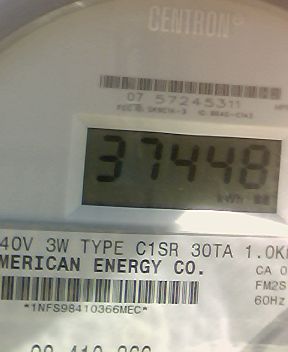 CENTRON
07 57245311
37448
kWh
40V 3W TYPE C1SR 30TA 1.0K
MERICAN ENERGY CO.
CA 0
FM2S
60Hz
*1NFS98410366MEC*